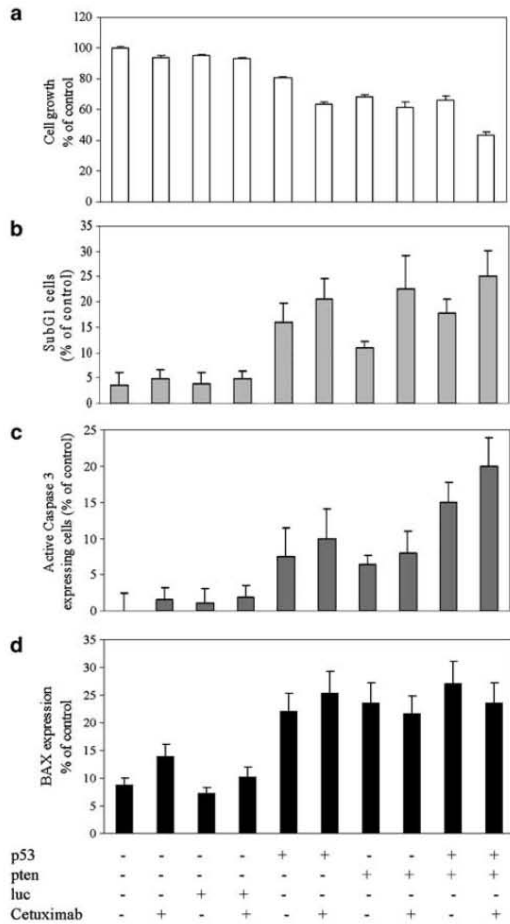 a
120
100
80
60
40
20
0
Cell growth
% of control
b
35
30
25
20
15
10
5
0
SubG1 cells
(% of control)
c
25
20
15
10
5
0
Active Caspase 3
expressing cells (% of control)
d
35
30
25
20
15
10
5
0
BAX expression
% of control
p53 - - - - + + - - + +
pten - - - - - - + + + +
luc - - + + - - - - - -
Cetuximab - + - + - + - + - +